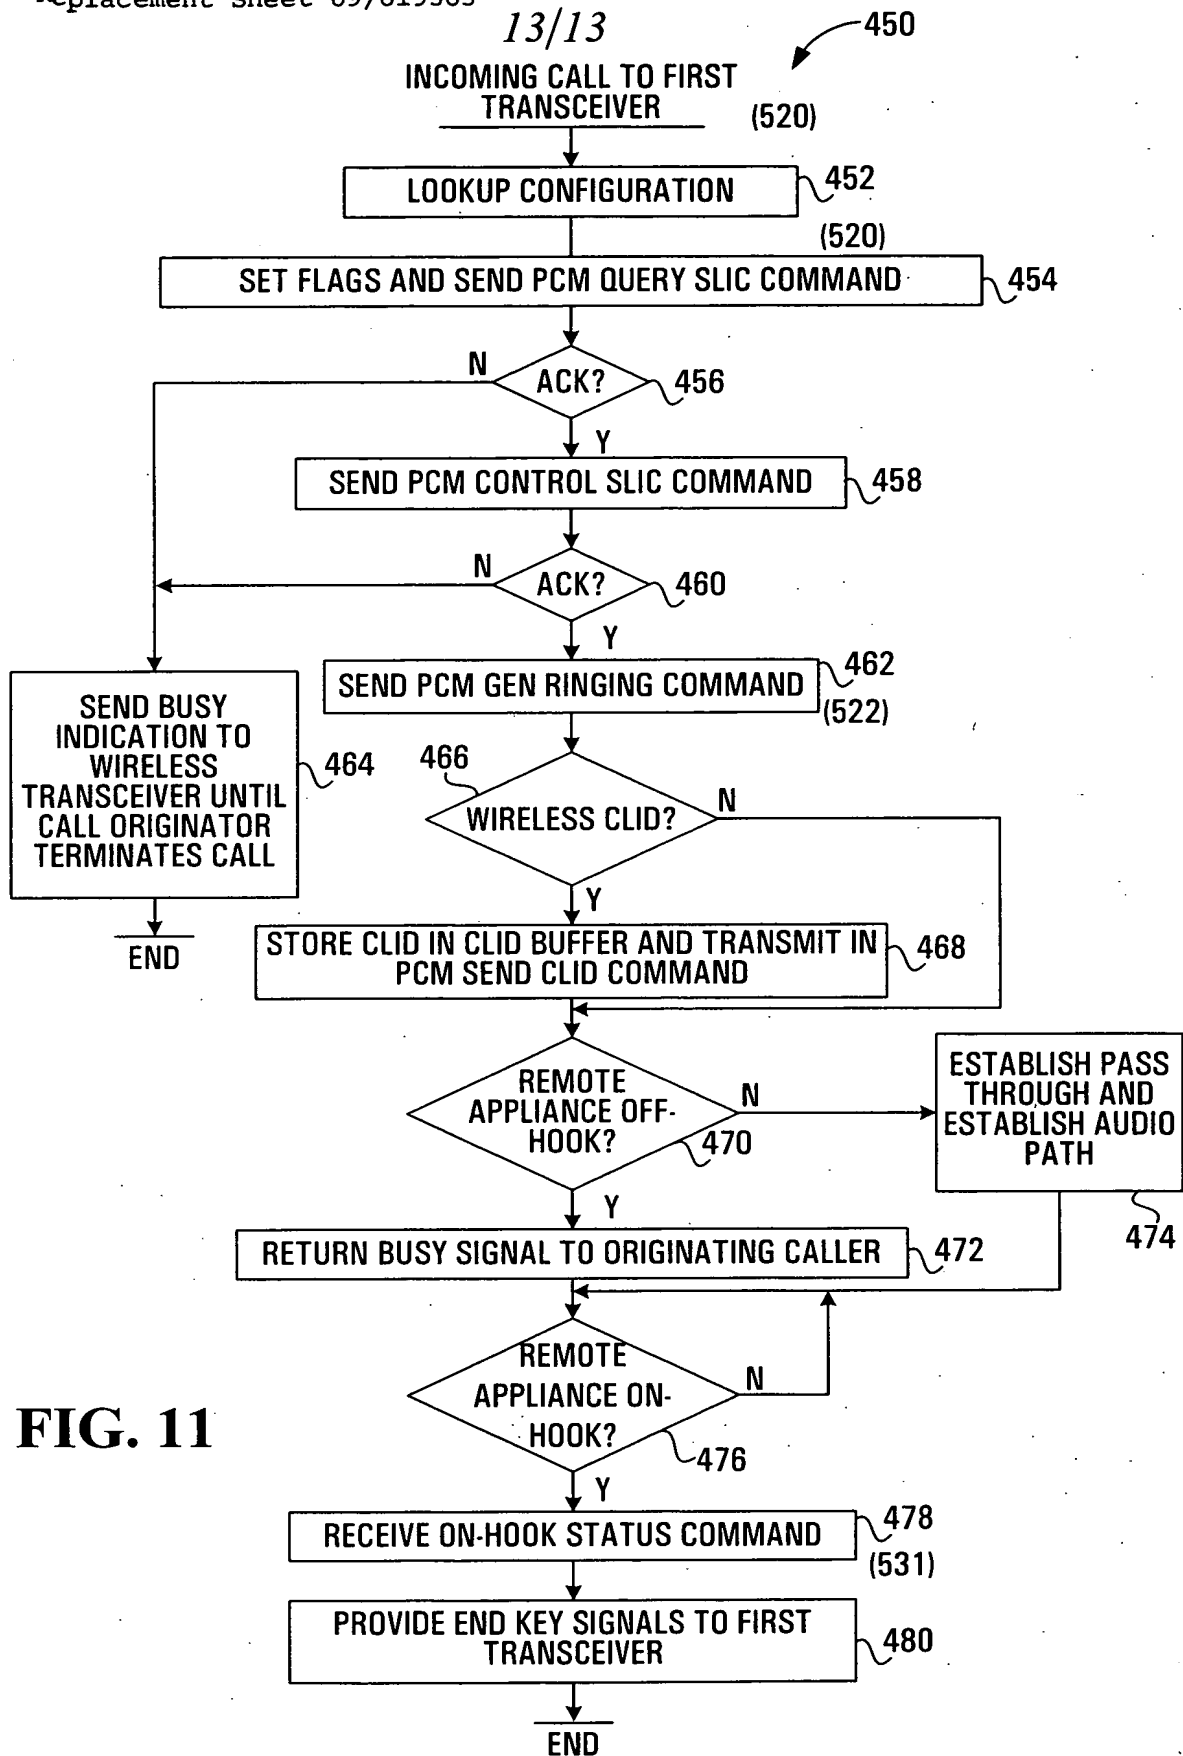 Replacement Sheet 09/619363
13/13
450
INCOMING CALL TO FIRST
TRANSCEIVER
(520)
LOOKUP CONFIGURATION
452
(520)
SET FLAGS AND SEND PCM QUERY SLIC COMMAND
454
N
ACK?
456
Y
SEND PCM CONTROL SLIC COMMAND
458
N
ACK?
460
Y
SEND PCM GEN RINGING COMMAND
462
(522)
SEND BUSY
INDICATION TO
WIRELESS
TRANSCEIVER UNTIL
CALL ORIGINATOR
TERMINATES CALL
464
END
466
WIRELESS CLID?
N
Y
STORE CLID IN CLID BUFFER AND TRANSMIT IN
PCM SEND CLID COMMAND
468
REMOTE
APPLIANCE OFF-
HOOK?
N
470
Y
ESTABLISH PASS
THROUGH AND
ESTABLISH AUDIO
PATH
474
RETURN BUSY SIGNAL TO ORIGINATING CALLER
472
REMOTE
APPLIANCE ON-
HOOK?
N
476
Y
FIG. 11
RECEIVE ON-HOOK STATUS COMMAND
478
(531)
PROVIDE END KEY SIGNALS TO FIRST
TRANSCEIVER
480
END